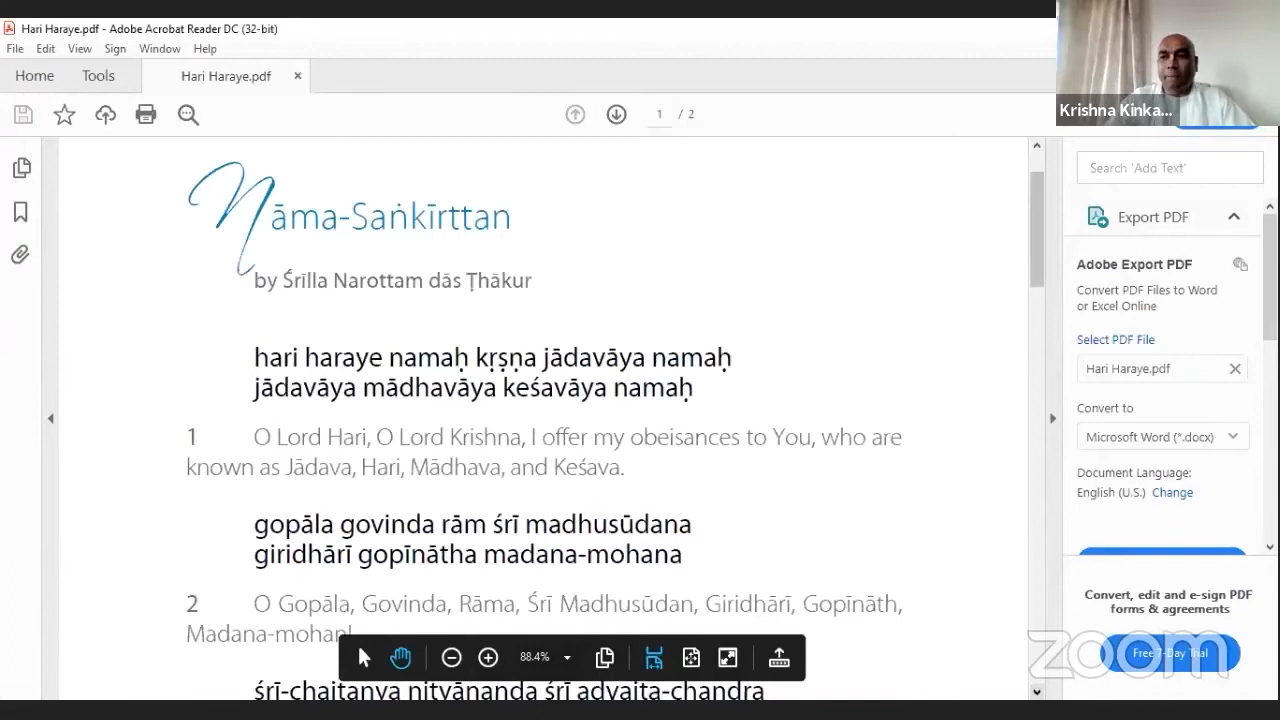 Hari Haraye.pdf - Adobe Acrobat Reader DC (32-bit)
File Edit View Sign Window Help
Home Tools Hari Haraye.pdf ×
1 / 2
Krishna Kinka...
Nāma-Saṅkīrttan
by Śrīlla Narottam dās Ṭhākur
hari haraye namaḥ kṛṣṇa jādavāya namaḥ
jādavāya mādhavāya keśavāya namaḥ
1 O Lord Hari, O Lord Krishna, I offer my obeisances to You, who are
known as Jādava, Hari, Mādhava, and Keśava.
gopāla govinda rām śrī madhusūdana
giridhārī gopīnātha madana-mohana
2 O Gopāla, Govinda, Rāma, Śrī Madhusūdan, Giridhārī, Gopīnāth,
Madana-mohan!
88.4%
śrī-chaitanya nityānanda śrī advaita-chandra
Search 'Add Text'
Export PDF
Adobe Export PDF
Convert PDF Files to Word
or Excel Online
Select PDF File
Hari Haraye.pdf
Convert to
Microsoft Word (*.docx)
Document Language:
English (U.S.) Change
Convert, edit and e-sign PDF
forms & agreements
Free 7-Day Trial
zoom